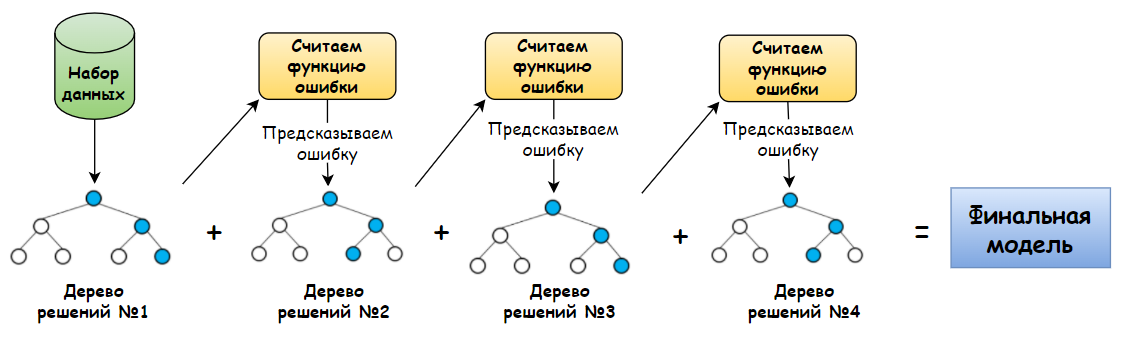 Набор
данных
Считаем
функцию
ошибки
Считаем
функцию
ошибки
Считаем
функцию
ошибки
Предсказываем
ошибку
Предсказываем
ошибку
Предсказываем
ошибку
+
+
+
=
Финальная
модель
Дерево
решений №1
Дерево
решений №2
Дерево
решений №3
Дерево
решений №4